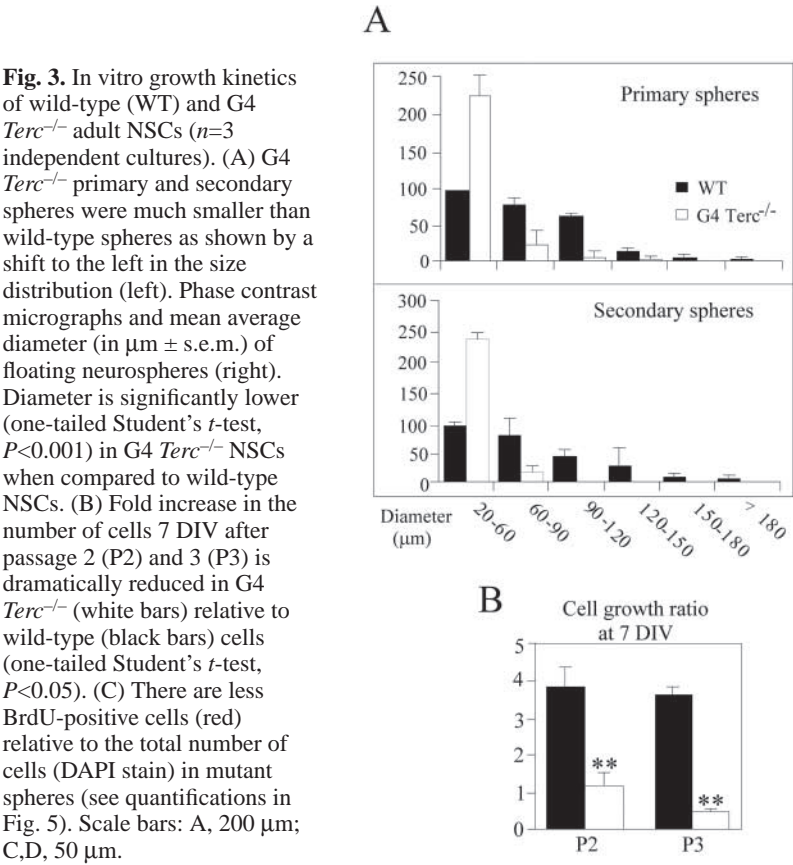 Fig. 3. In vitro growth kinetics
of wild-type (WT) and G4
Terc–/– adult NSCs (n=3
independent cultures). (A) G4
Terc–/– primary and secondary
spheres were much smaller than
wild-type spheres as shown by a
shift to the left in the size
distribution (left). Phase contrast
micrographs and mean average
diameter (in μm ± s.e.m.) of
floating neurospheres (right).
Diameter is significantly lower
(one-tailed Student’s t-test,
P<0.001) in G4 Terc–/– NSCs
when compared to wild-type
NSCs. (B) Fold increase in the
number of cells 7 DIV after
passage 2 (P2) and 3 (P3) is
dramatically reduced in G4
Terc–/– (white bars) relative to
wild-type (black bars) cells
(one-tailed Student’s t-test,
P<0.05). (C) There are less
BrdU-positive cells (red)
relative to the total number of
cells (DAPI stain) in mutant
spheres (see quantifications in
Fig. 5). Scale bars: A, 200 μm;
C,D, 50 μm.
A
250
200
150
100
50
0
Primary spheres
WT
G4 Terc-/-
300
250
200
150
100
50
0
Secondary spheres
Diameter
(μm)
20-60
60-90
90-120
120-150
150-180
180
B
Cell growth ratio
at 7 DIV
5
4
3
2
1
0
**
**
P2
P3